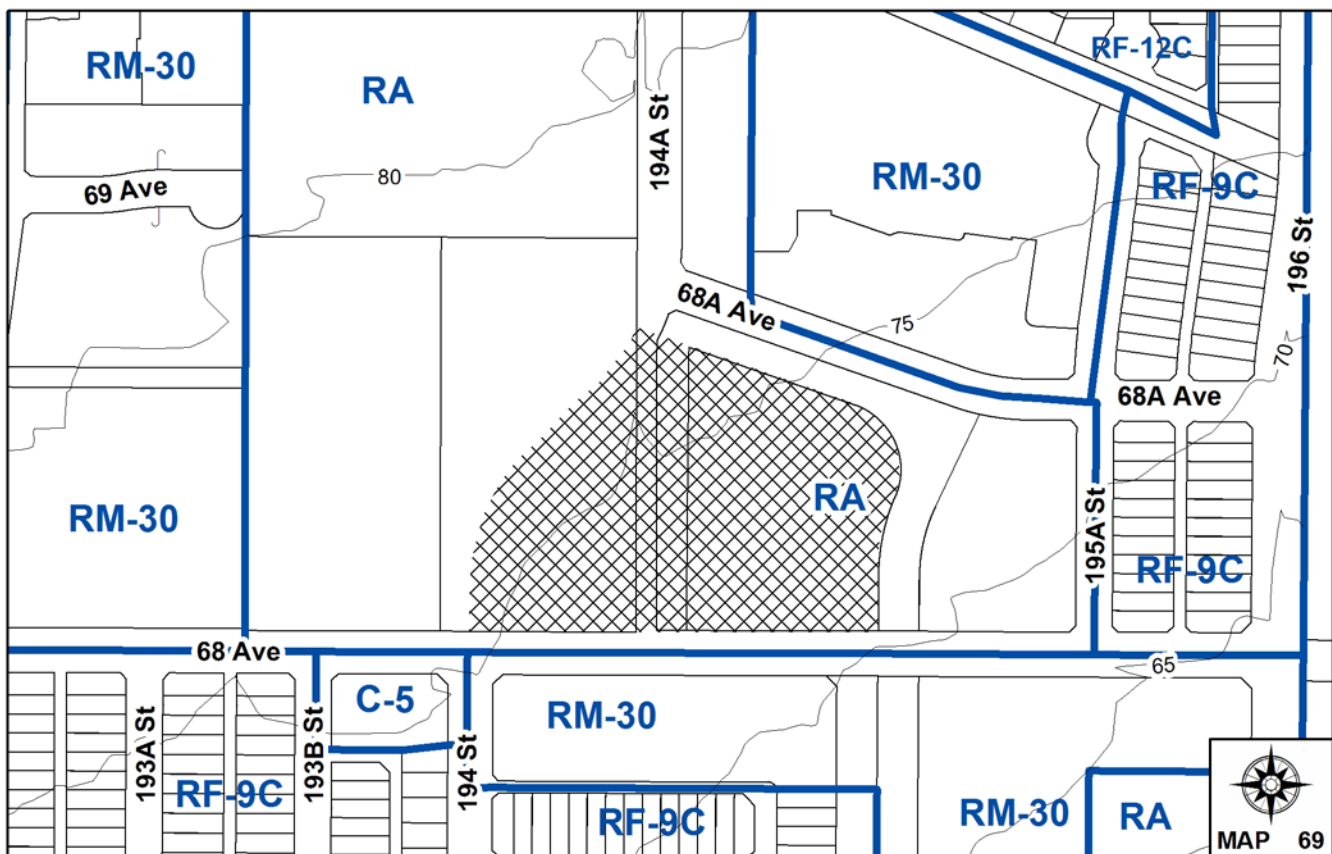 RM-30
RA
RF-12C
194A St
80
69 Ave
RM-30
RF-9C
196 St
68A Ave
75
70
68A Ave
RM-30
RA
195A St
RF-9C
68 Ave
65
C-5
RM-30
193A St
193B St
194 St
RF-9C
RF-9C
RM-30
RA
MAP 69